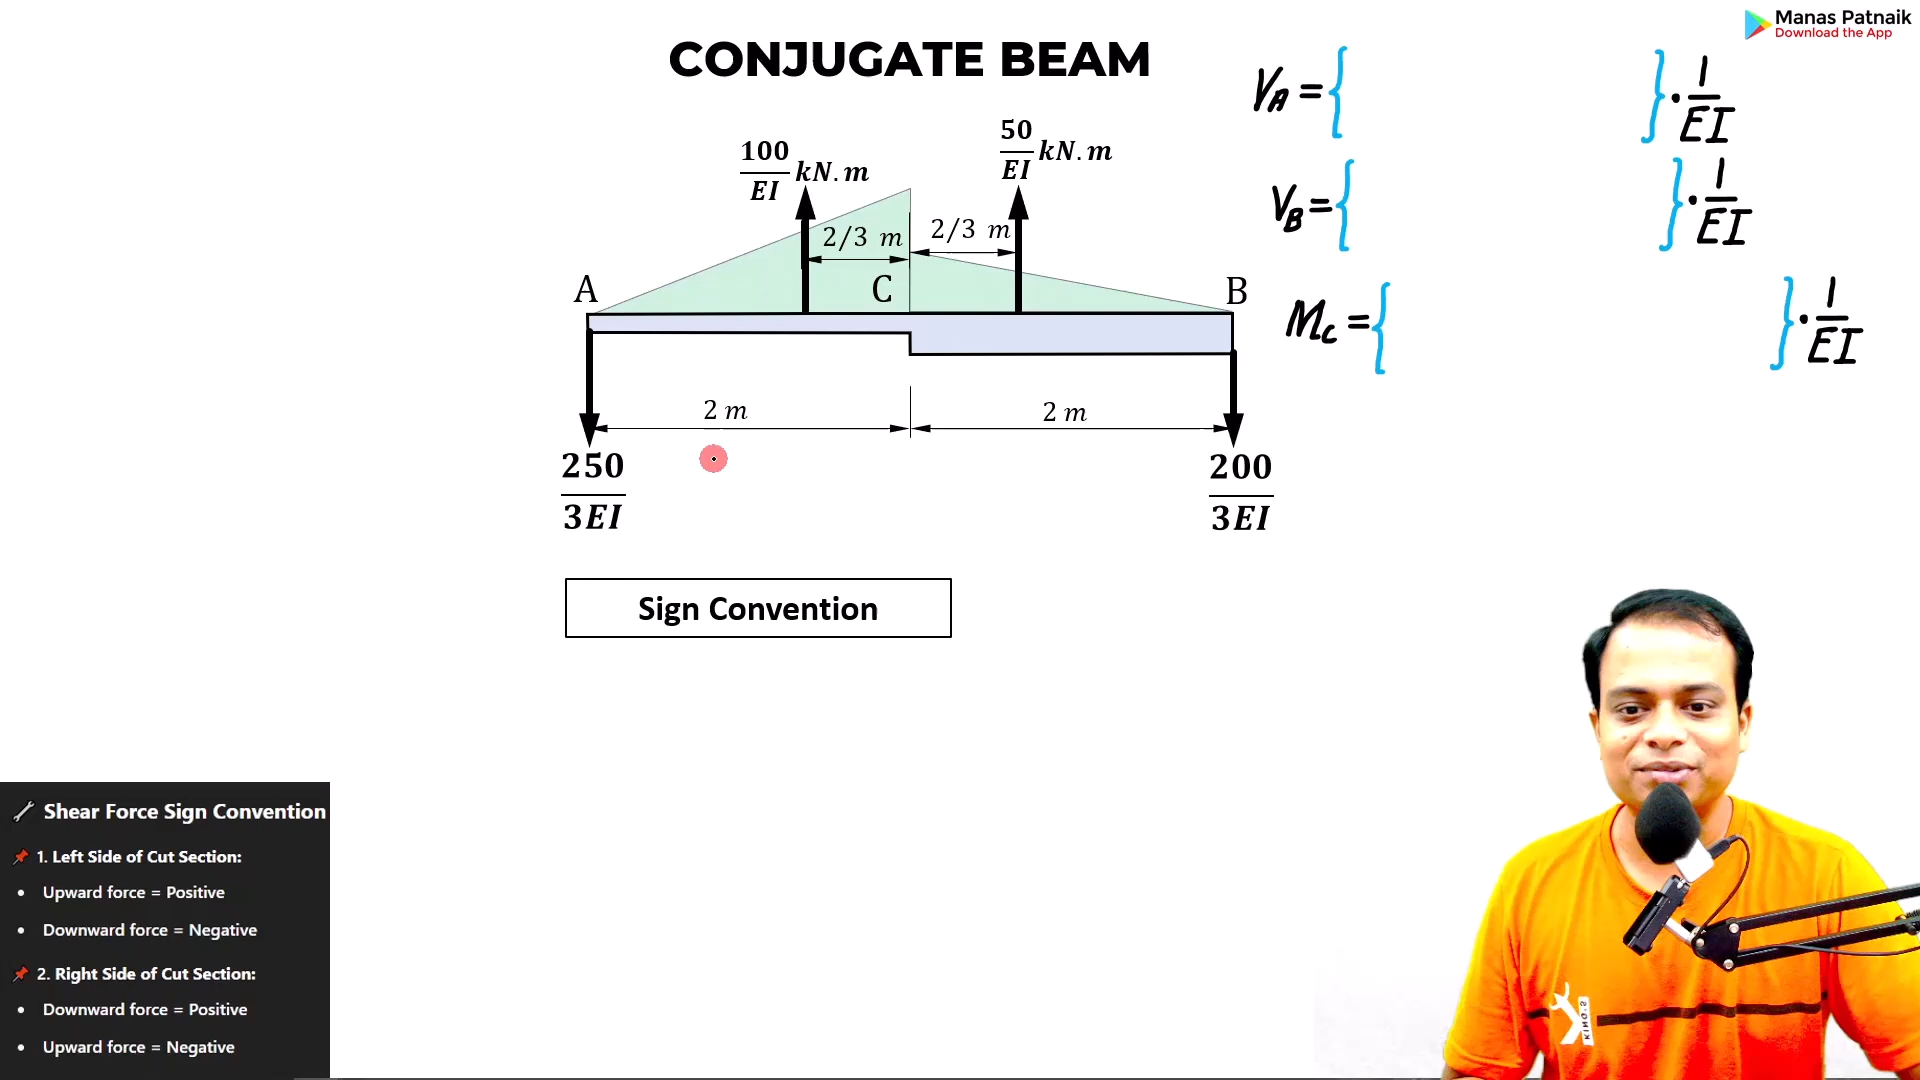 Manas Patnaik
Download the App
CONJUGATE BEAM
V_A = { } · 1/EI
V_B = { } · 1/EI
M_C = { } · 1/EI
100/EI kN.m
50/EI kN.m
2/3 m
2/3 m
A
C
B
2 m
2 m
250/3EI
200/3EI
Sign Convention
Shear Force Sign Convention
1. Left Side of Cut Section:
• Upward force = Positive
• Downward force = Negative
2. Right Side of Cut Section:
• Downward force = Positive
• Upward force = Negative